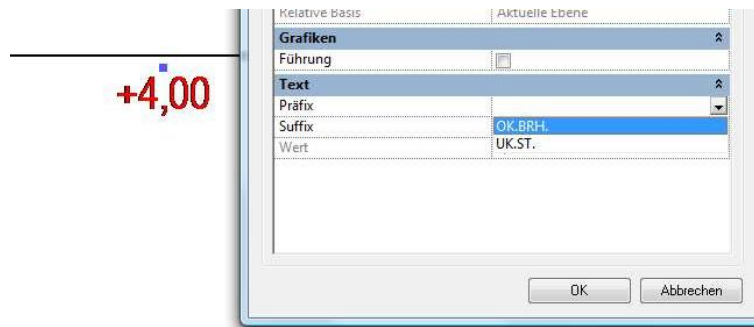 Relative Basis Aktuelle Ebene
Grafiken
Führung
+4,00
Text
Präfix
Suffix OK.BRH.
Wert UK.ST.
OK Abbrechen